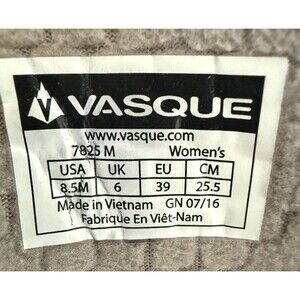 VASQUE
www.vasque.com
7825 M Women's
USA UK EU CM
8.5M 6 39 25.5
Made in Vietnam GN 07/16
Fabrique En Viêt-Nam